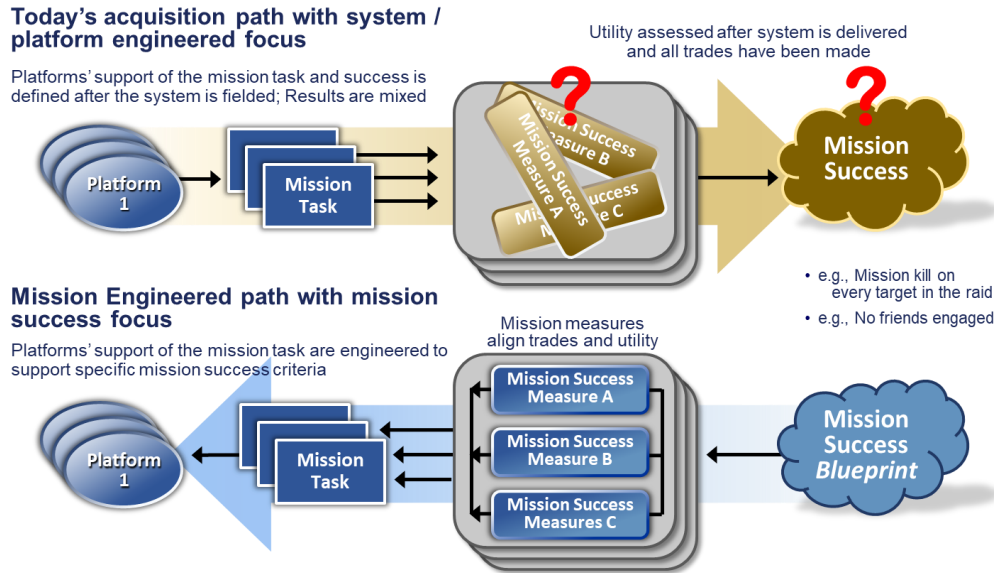 Today's acquisition path with system /
platform engineered focus
Platforms' support of the mission task and success is
defined after the system is fielded; Results are mixed
Utility assessed after system is delivered
and all trades have been made
Platform
1
Mission
Task
?
Mission Success
Measure A
Mission Success
Measure B
?
Mission
Success
• e.g., Mission kill on
every target in the raid
• e.g., No friends engaged
Mission Engineered path with mission
success focus
Platforms' support of the mission task are engineered to
support specific mission success criteria
Mission measures
align trades and utility
Platform
1
Mission
Task
Mission Success
Measure A
Mission Success
Measure B
Mission Success
Measures C
Mission
Success
Blueprint